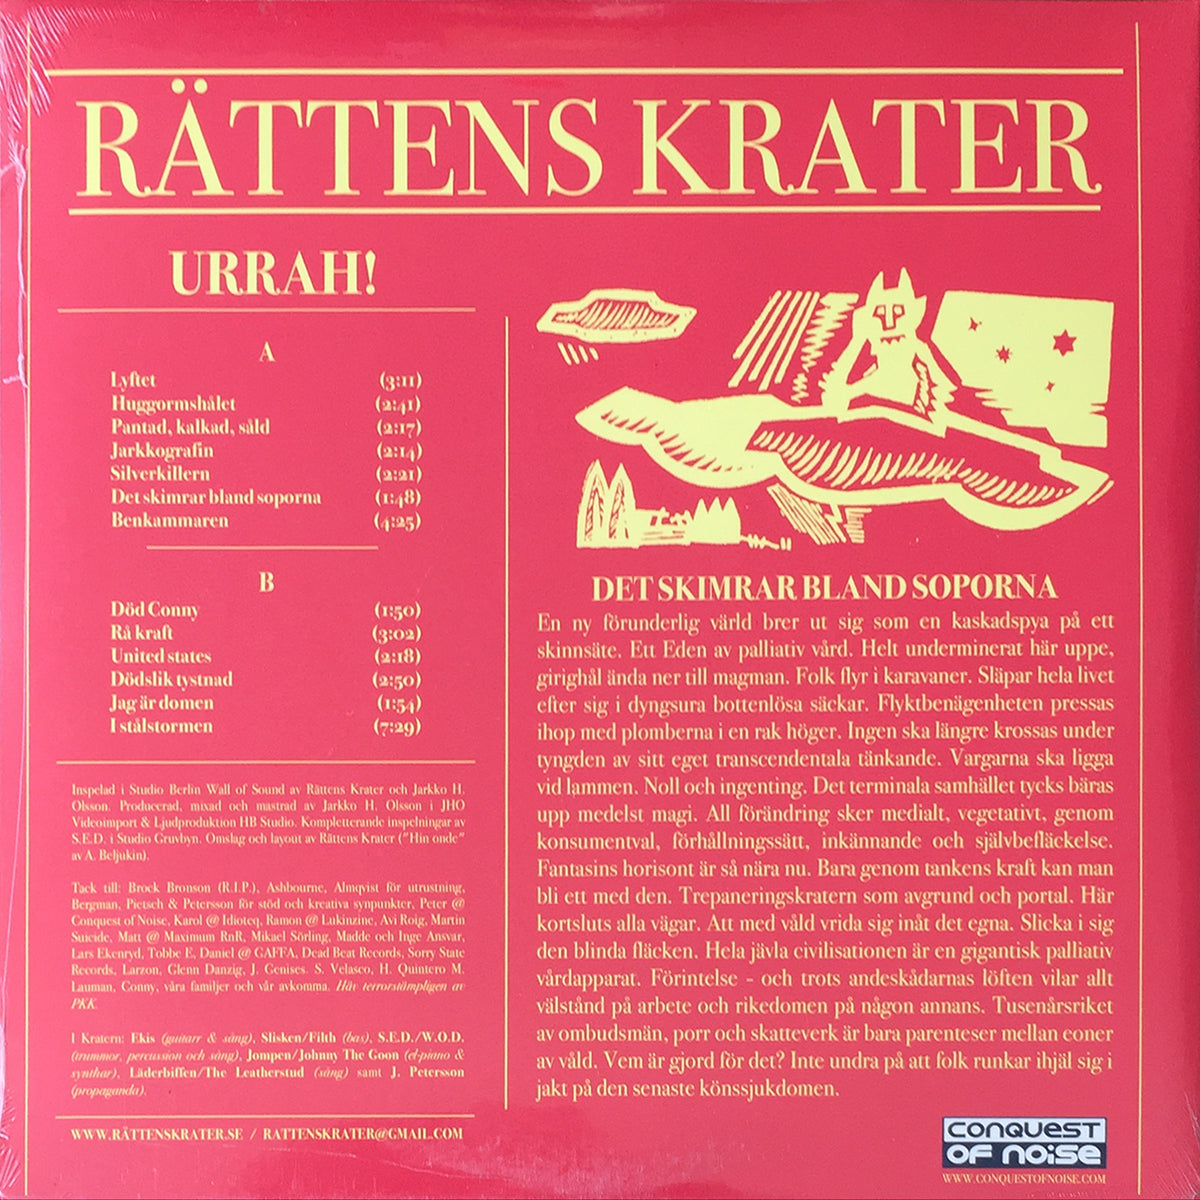 RÄTTENS KRATER
URRAH!
A
Lyftet (3:11)
Huggormshålet (2:41)
Pantad, kalkad, såld (2:17)
Jarkkografin (2:14)
Silverkillern (2:21)
Det skimrar bland soporna (1:48)
Benkammaren (4:25)
B
Död Conny (1:50)
Rå kraft (3:02)
United states (2:18)
Dödslik tystnad (2:50)
Jag är domen (1:54)
I stålstormen (7:29)
Inspelad i Studio Berlin Wall of Sound av Rättens Krater och Jarkko H.
Olsson. Producerad, mixad och mastrad av Jarkko H. Olsson i JHO
Videoimport & Ljudproduktion HB Studio. Kompletterande inspelningar av
S.E.D. i Studio Gruvbyn. Omslag och layout av Rättens Krater ("Hin onde"
av A. Beljukin).
Tack till: Brock Bronson (R.I.P.), Ashbourne, Almqvist för utrustning,
Bergman, Pietsch & Petersson för stöd och kreativa synpunkter, Peter @
Conquest of Noise, Karol @ Idioteq, Ramon @ Lukinzine, Avi Roig, Martin
Suicide, Matt @ Maximum RnR, Mikael Sörling, Madde och Inge Ansvar,
Lars Ekenryd, Tobbe E, Daniel @ GAFFA, Dead Beat Records, Sorry State
Records, Larzon, Glenn Danzig, J. Genises. S. Velasco, H. Quintero M.
Lauman, Conny, våra familjer och vår avkomma. Här terrorstämpligen av
PKK.
I Kratern: Ekis (guitarr & sång), Slisken/Filth (bas), S.E.D./W.O.D.
(trummor, percussion och sång), Jompen/Johnny The Goon (el-piano &
synthar), Läderbiffen/The Leatherstud (sång) samt J. Petersson
(propaganda).
WWW.RÄTTENSKRATER.SE / RATTENSKRATER@GMAIL.COM
DET SKIMRAR BLAND SOPORNA
En ny förunderlig värld brer ut sig som en kaskadspya på ett
skinnsäte. Ett Eden av palliativ vård. Helt underminerat här uppe,
girighål ända ner till magman. Folk flyr i karavaner. Släpar hela livet
efter sig i dyngsura bottenlösa säckar. Flyktbenägenheten pressas
ihop med plomberna i en rak höger. Ingen ska längre krossas under
tyngden av sitt eget transcendentala tänkande. Vargarna ska ligga
vid lammen. Noll och ingenting. Det terminala samhället tycks bäras
upp medelst magi. All förändring sker medialt, vegetativt, genom
konsumentval, förhållningssätt, inkännande och självbefläckelse.
Fantasins horisont är så nära nu. Bara genom tankens kraft kan man
bli ett med den. Trepaneringskratern som avgrund och portal. Här
kortsluts alla vägar. Att med våld vrida sig inåt det egna. Slicka i sig
den blinda fläcken. Hela jävla civilisationen är en gigantisk palliativ
vårdapparat. Förintelse - och trots andeskådarnas löften vilar allt
välstånd på arbete och rikedomen på någon annans. Tusenårsriket
av ombudsmän, porr och skatteverk är bara parenteser mellan eoner
av våld. Vem är gjord för det? Inte undra på att folk runkar ihjäl sig i
jakt på den senaste könssjukdomen.
CONQUEST
OF NOISE
WWW.CONQUESTOFNOISE.COM